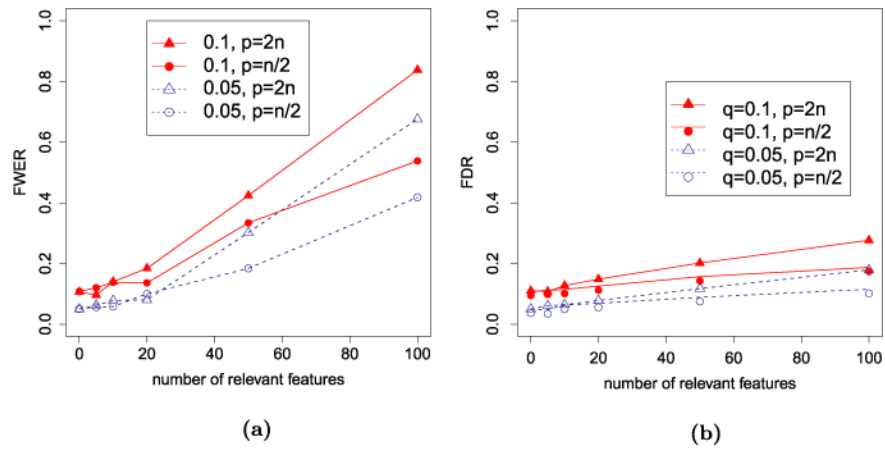 1.0
0.8
0.6
0.4
0.2
0.0
FWER
0.1, p=2n
0.1, p=n/2
0.05, p=2n
0.05, p=n/2
0 20 40 60 80 100
number of relevant features
(a)
1.0
0.8
0.6
0.4
0.2
0.0
FDR
q=0.1, p=2n
q=0.1, p=n/2
q=0.05, p=2n
q=0.05, p=n/2
0 20 40 60 80 100
number of relevant features
(b)